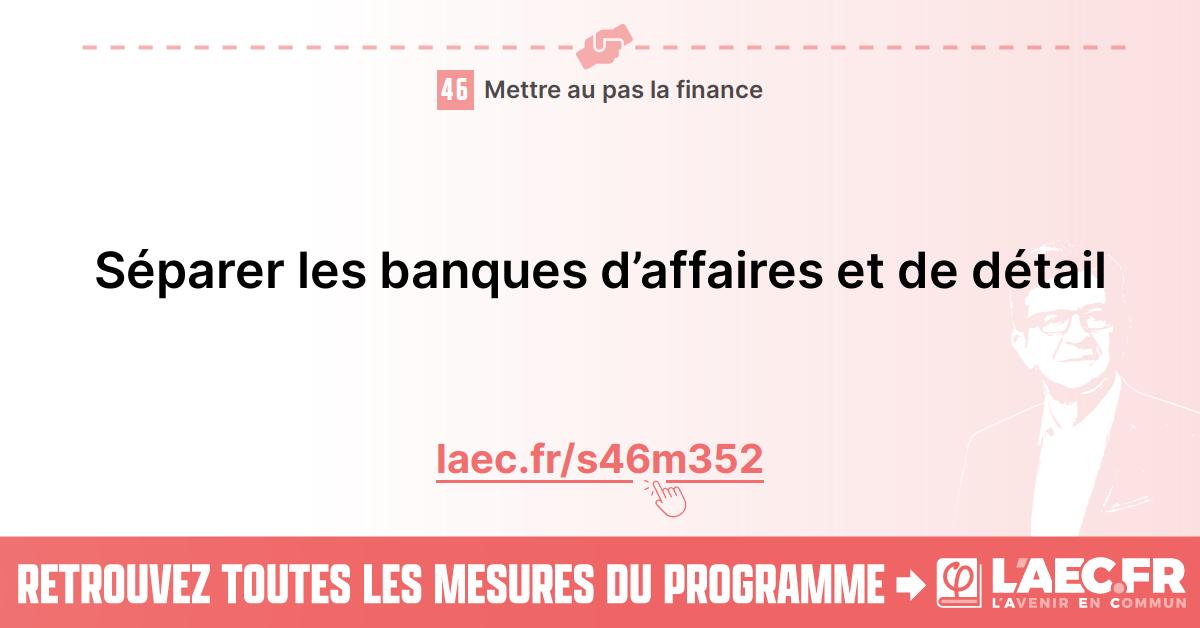 46 Mettre au pas la finance
Séparer les banques d’affaires et de détail
laec.fr/s46m352
RETROUVEZ TOUTES LES MESURES DU PROGRAMME
L'AEC.FR
L'AVENIR EN COMMUN